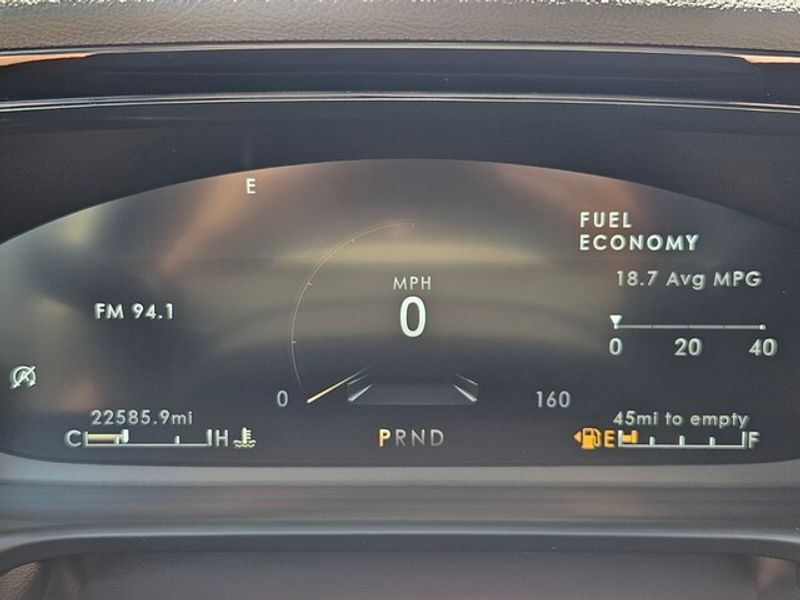 E
FUEL
ECONOMY
18.7 Avg MPG
0 20 40
FM 94.1
MPH
0
0 160
22585.9mi
C H
PRND
45mi to empty
E F